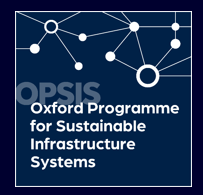 OPSIS
Oxford Programme
for Sustainable
Infrastructure
Systems